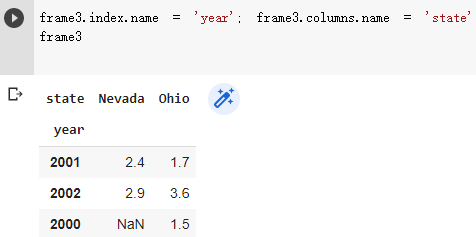 frame3.index.name = 'year'; frame3.columns.name = 'state'
frame3
state Nevada Ohio
year
2001 2.4 1.7
2002 2.9 3.6
2000 NaN 1.5